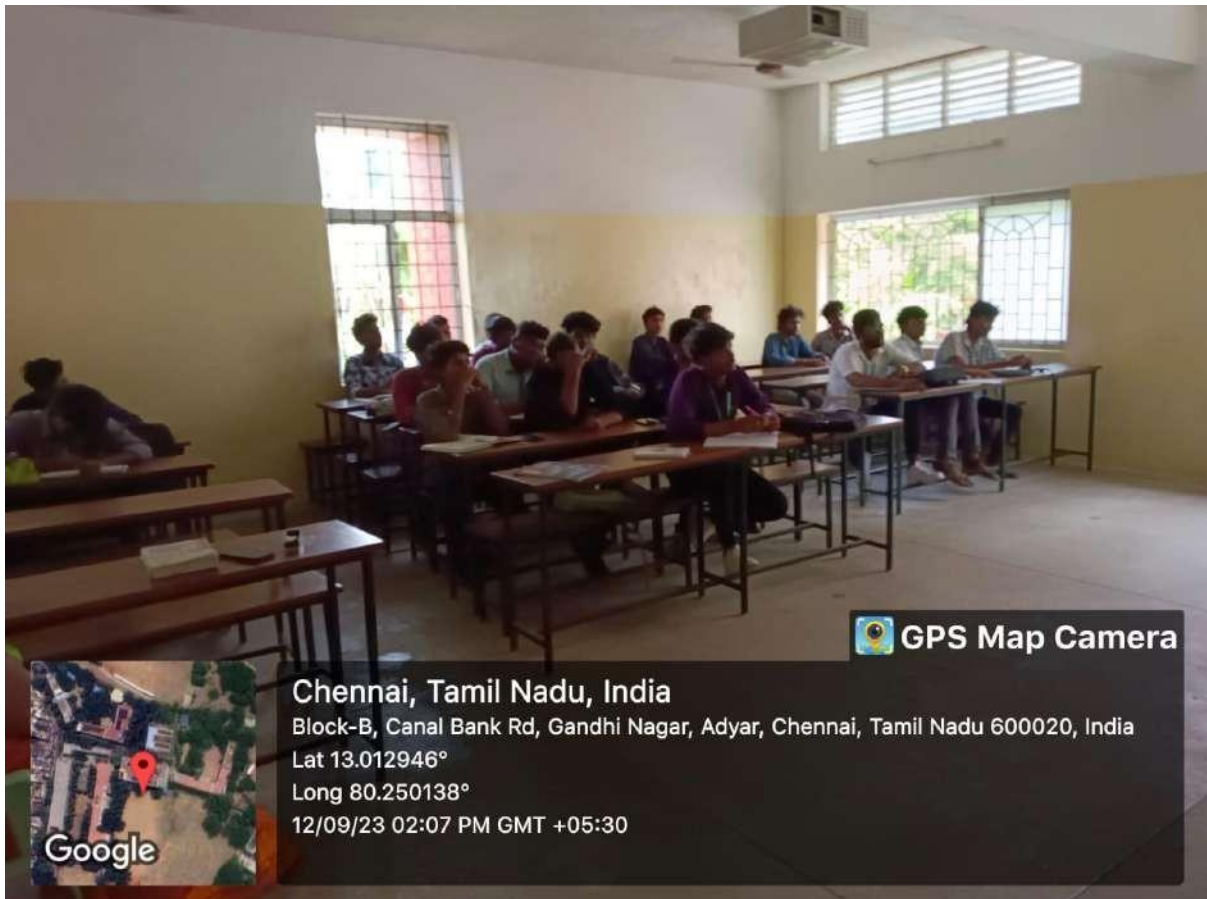 GPS Map Camera
Chennai, Tamil Nadu, India
Block-B, Canal Bank Rd, Gandhi Nagar, Adyar, Chennai, Tamil Nadu 600020, India
Lat 13.012946°
Long 80.250138°
12/09/23 02:07 PM GMT +05:30
Google